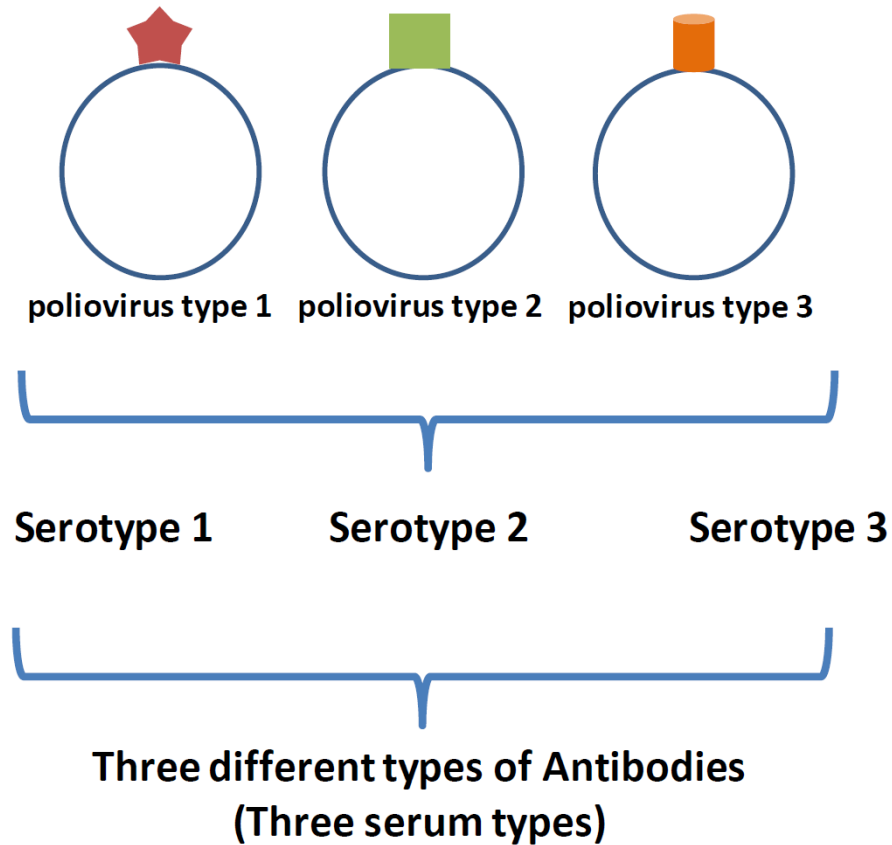 poliovirus type 1 poliovirus type 2 poliovirus type 3
Serotype 1 Serotype 2 Serotype 3
Three different types of Antibodies
(Three serum types)